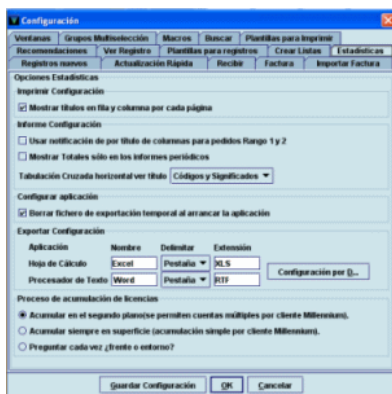 Configuración
Ventanas Grupos Multiselección Macros Buscar Plantillas para Imprimir
Recomendaciones Ver Registro Plantillas para registros Crear Listas Estadísticas
Registros nuevos Actualización Rápida Recibir Factura Importar Factura
Opciones Estadísticas
Imprimir Configuración
Mostrar títulos en fila y columna por cada página
Informe Configuración
Usar notificación de por título de columnas para pedidos Rango 1 y 2
Mostrar Totales sólo en los informes periódicos
Tabulación Cruzada horizontal ver título Códigos y Significados
Configurar aplicación
Borrar fichero de exportación temporal al arrancar la aplicación
Exportar Configuración
Aplicación Nombre Delimitar Extensión
Hoja de Cálculo Excel Pestaña XLS
Configuración por D...
Procesador de Texto Word Pestaña RTF
Proceso de acumulación de licencias
Acumular en el segundo plano(se permiten cuentas múltiples por cliente Millennium).
Acumular siempre en superficie (acumulación simple por cliente Millennium).
Preguntar cada vez ¿frente o entorno?
Guardar Configuración OK Cancelar